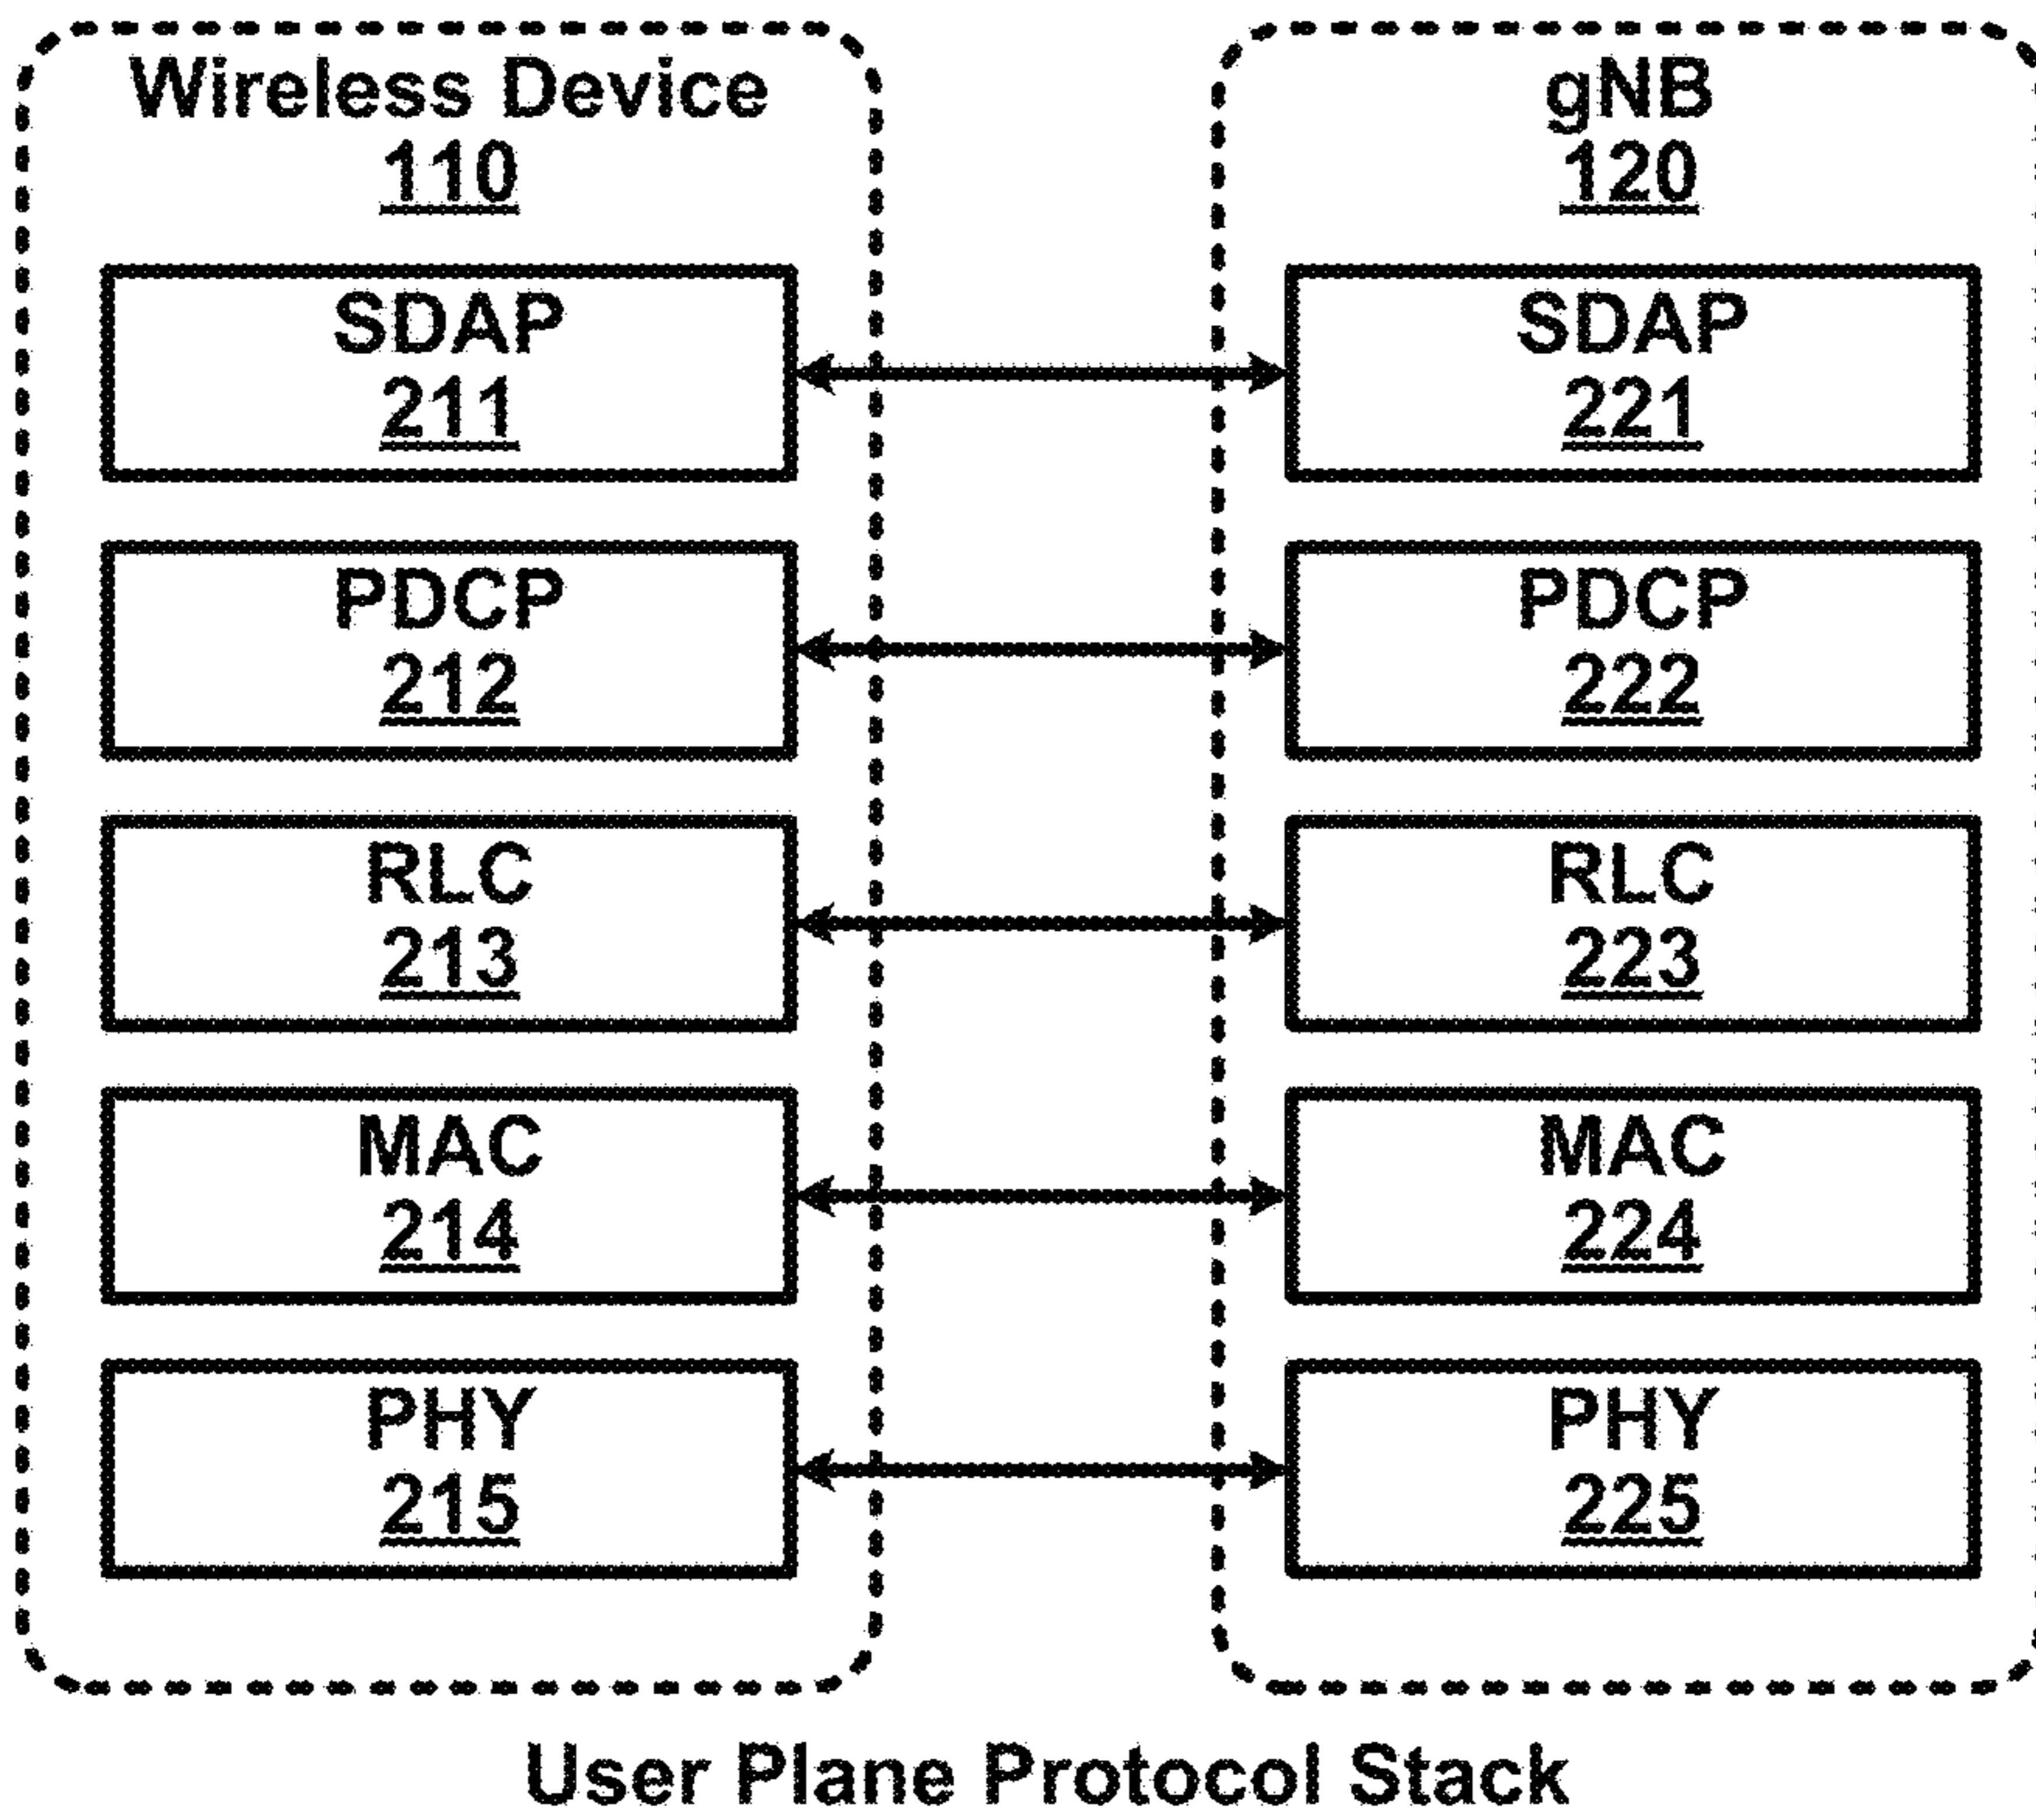 Wireless Device
110
SDAP
211
PDCP
212
RLC
213
MAC
214
PHY
215
gNB
120
SDAP
221
PDCP
222
RLC
223
MAC
224
PHY
225
User Plane Protocol Stack